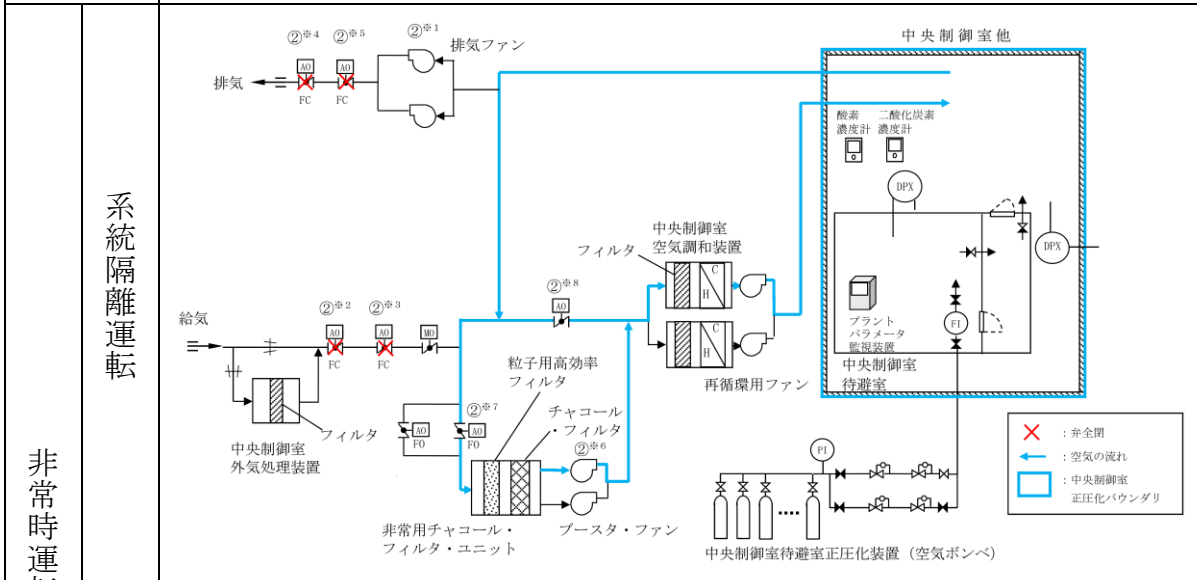 系統隔離運転
非常時運
中央制御室他
②※4
②※5
②※1
排気ファン
AO
AO
排気
FC
FC
酸素
濃度計
二酸化炭素
濃度計
DPX
DPX
中央制御室
空気調和装置
フィルタ
C
H
C
H
②※8
AO
給気
②※2
②※3
AO
AO
MO
FC
FC
プラント
パラメータ
監視装置
FI
中央制御室
待避室
再循環用ファン
粒子用高効率
フィルタ
②※7
チャコール
・フィルタ
AO
FO
AO
FO
②※6
フィルタ
中央制御室
外気処理装置
非常用チャコール・
フィルタ・ユニット
ブースタ・ファン
PI
中央制御室待避室正圧化装置（空気ボンベ）
：弁全閉
：空気の流れ
：中央制御室
正圧化バウンダリ